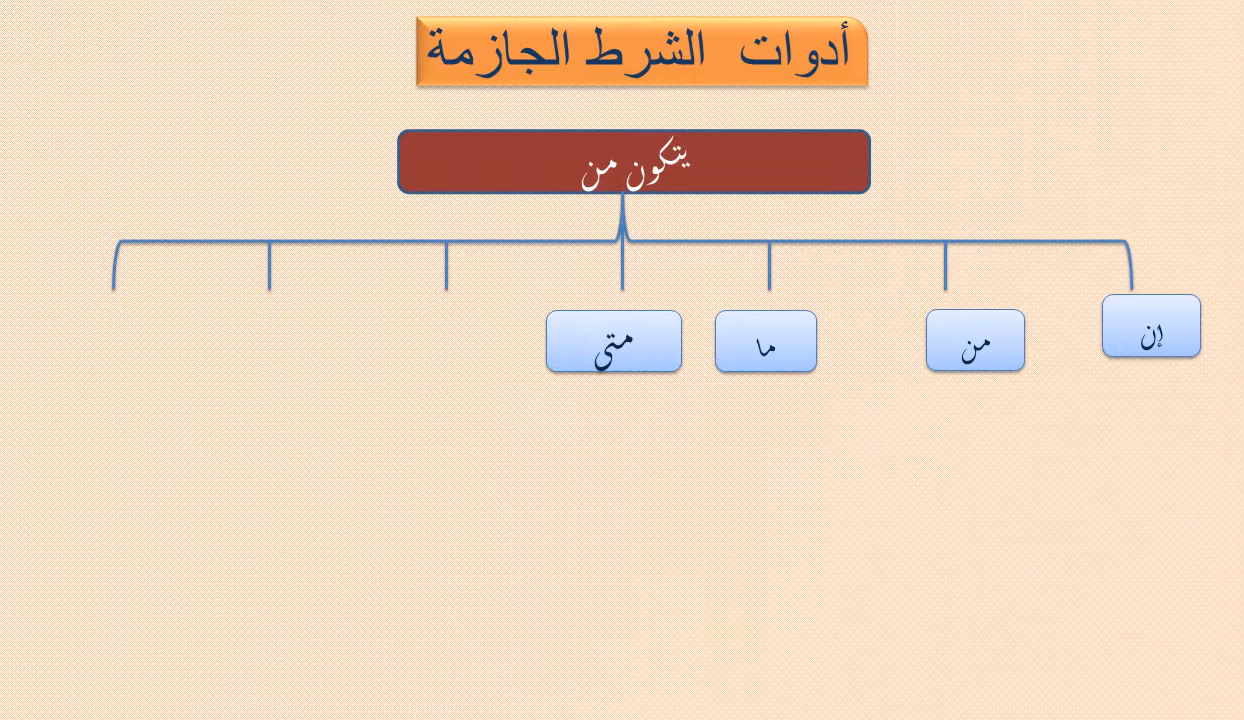 أدوات الشرط الجازمة
يتكون من
إن
من
ما
متى